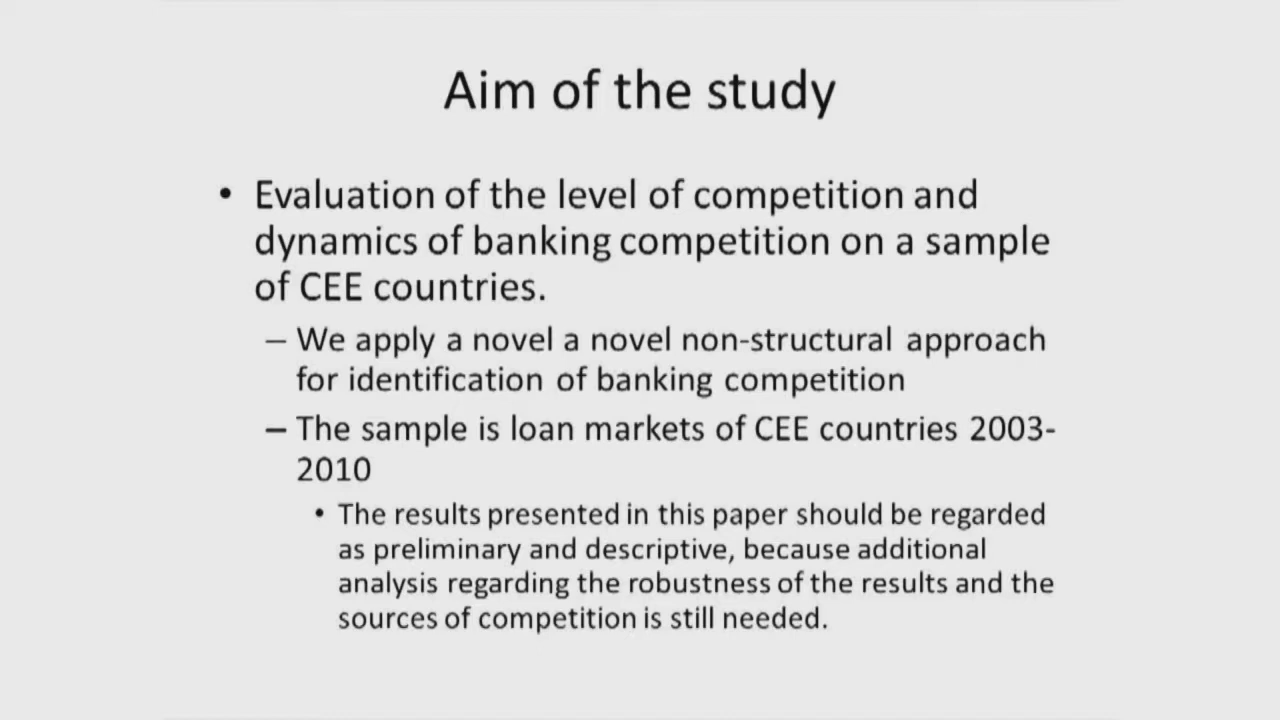 Aim of the study
• Evaluation of the level of competition and
dynamics of banking competition on a sample
of CEE countries.
– We apply a novel a novel non-structural approach
for identification of banking competition
– The sample is loan markets of CEE countries 2003-
2010
• The results presented in this paper should be regarded
as preliminary and descriptive, because additional
analysis regarding the robustness of the results and the
sources of competition is still needed.